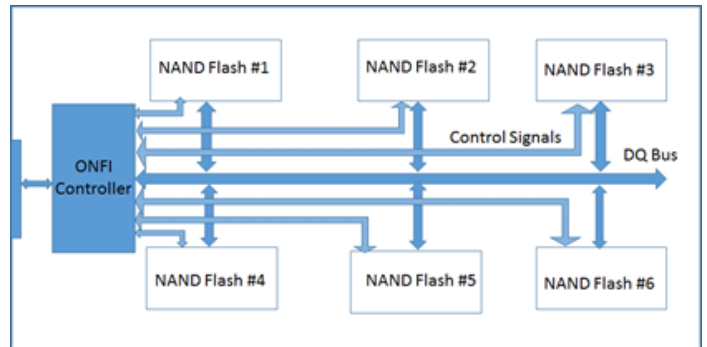 NAND Flash #1
NAND Flash #2
NAND Flash #3
Control Signals
DQ Bus
ONFI
Controller
NAND Flash #4
NAND Flash #5
NAND Flash #6